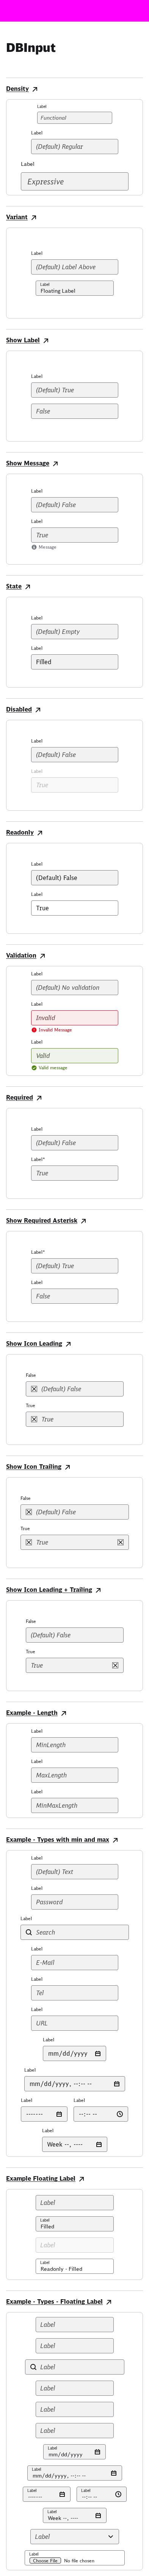 DBInput
Density
Label
Functional
Label
(Default) Regular
Label
Expressive
Variant
Label
(Default) Label Above
Label
Floating Label
Show Label
Label
(Default) True
False
Show Message
Label
(Default) False
Label
True
Message
State
Label
(Default) Empty
Label
Filled
Disabled
Label
(Default) False
Label
True
Readonly
Label
(Default) False
Label
True
Validation
Label
(Default) No validation
Label
Invalid
Invalid Message
Label
Valid
Valid message
Required
Label
(Default) False
Label*
True
Show Required Asterisk
Label*
(Default) True
Label
False
Show Icon Leading
False
(Default) False
True
True
Show Icon Trailing
False
(Default) False
True
True
Show Icon Leading + Trailing
False
(Default) False
True
True
Example - Length
Label
MinLength
Label
MaxLength
Label
MinMaxLength
Example - Types with min and max
Label
(Default) Text
Label
Password
Label
Search
Label
E-Mail
Label
Tel
Label
URL
Label
mm/dd/yyyy
Label
mm/dd/yyyy, --:-- --
Label Label
------- --:-- --
Label
Week --, ----
Example Floating Label
Label
Label
Filled
Label
Label
Readonly - Filled
Example - Types - Floating Label
Label
Label
Label
Label
Label
Label
Label
mm/dd/yyyy
Label
mm/dd/yyyy, --:-- --
Label Label
------- --:-- --
Label
Week --, ----
Label
Label
Choose File No file chosen